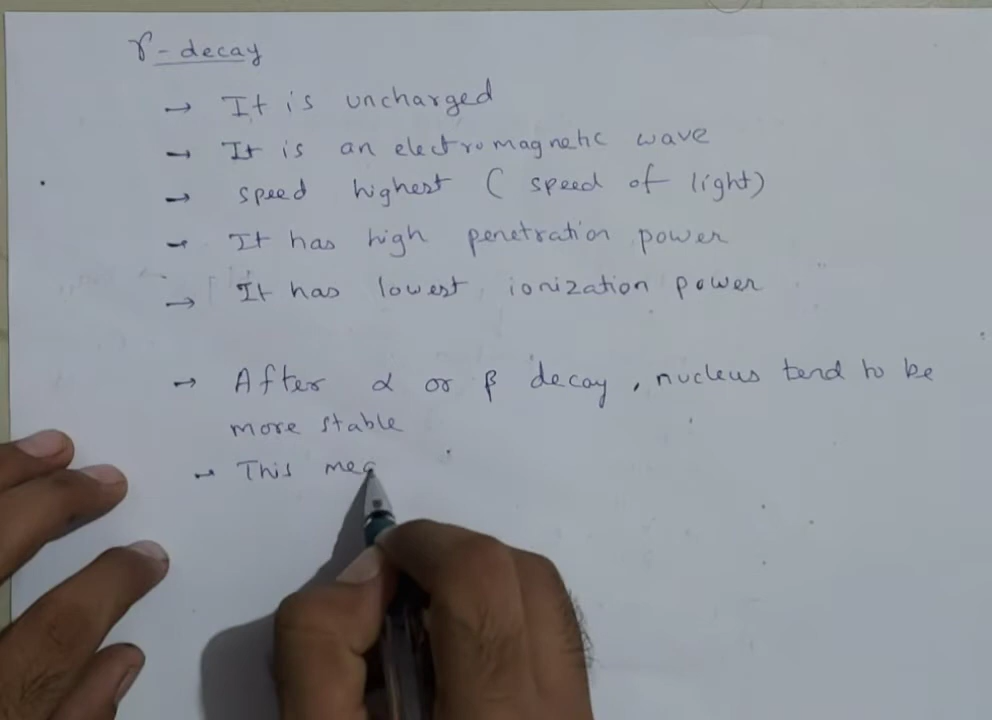 γ-decay
→ It is uncharged
→ It is an electromagnetic wave
→ speed highest ( speed of light)
→ It has high penetration power
→ It has lowest ionization power
→ After α or β decay, nucleus tend to be
more stable
→ This mea